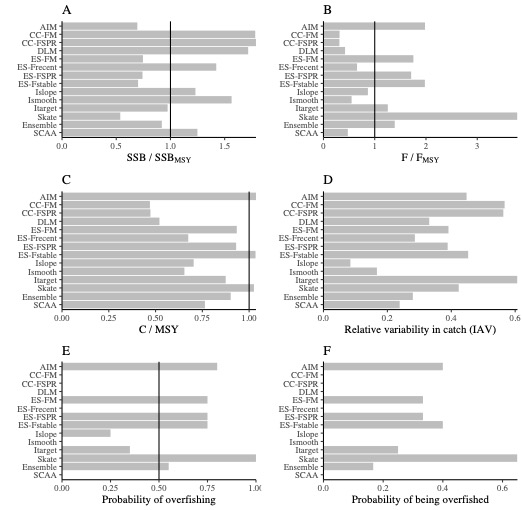 A
AIM
CC-FM
CC-FSPR
DLM
ES-FM
ES-Frecent
ES-FSPR
ES-Fstable
Islope
Ismooth
Itarget
Skate
Ensemble
SCAA
0.0 0.5 1.0 1.5
SSB / SSBMSY
B
AIM
CC-FM
CC-FSPR
DLM
ES-FM
ES-Frecent
ES-FSPR
ES-Fstable
Islope
Ismooth
Itarget
Skate
Ensemble
SCAA
0 1 2 3
F / FMSY
C
AIM
CC-FM
CC-FSPR
DLM
ES-FM
ES-Frecent
ES-FSPR
ES-Fstable
Islope
Ismooth
Itarget
Skate
Ensemble
SCAA
0.00 0.25 0.50 0.75 1.00
C / MSY
D
AIM
CC-FM
CC-FSPR
DLM
ES-FM
ES-Frecent
ES-FSPR
ES-Fstable
Islope
Ismooth
Itarget
Skate
Ensemble
SCAA
0.0 0.2 0.4 0.6
Relative variability in catch (IAV)
E
AIM
CC-FM
CC-FSPR
DLM
ES-FM
ES-Frecent
ES-FSPR
ES-Fstable
Islope
Ismooth
Itarget
Skate
Ensemble
SCAA
0.00 0.25 0.50 0.75 1.00
Probability of overfishing
F
AIM
CC-FM
CC-FSPR
DLM
ES-FM
ES-Frecent
ES-FSPR
ES-Fstable
Islope
Ismooth
Itarget
Skate
Ensemble
SCAA
0.0 0.2 0.4 0.6
Probability of being overfished